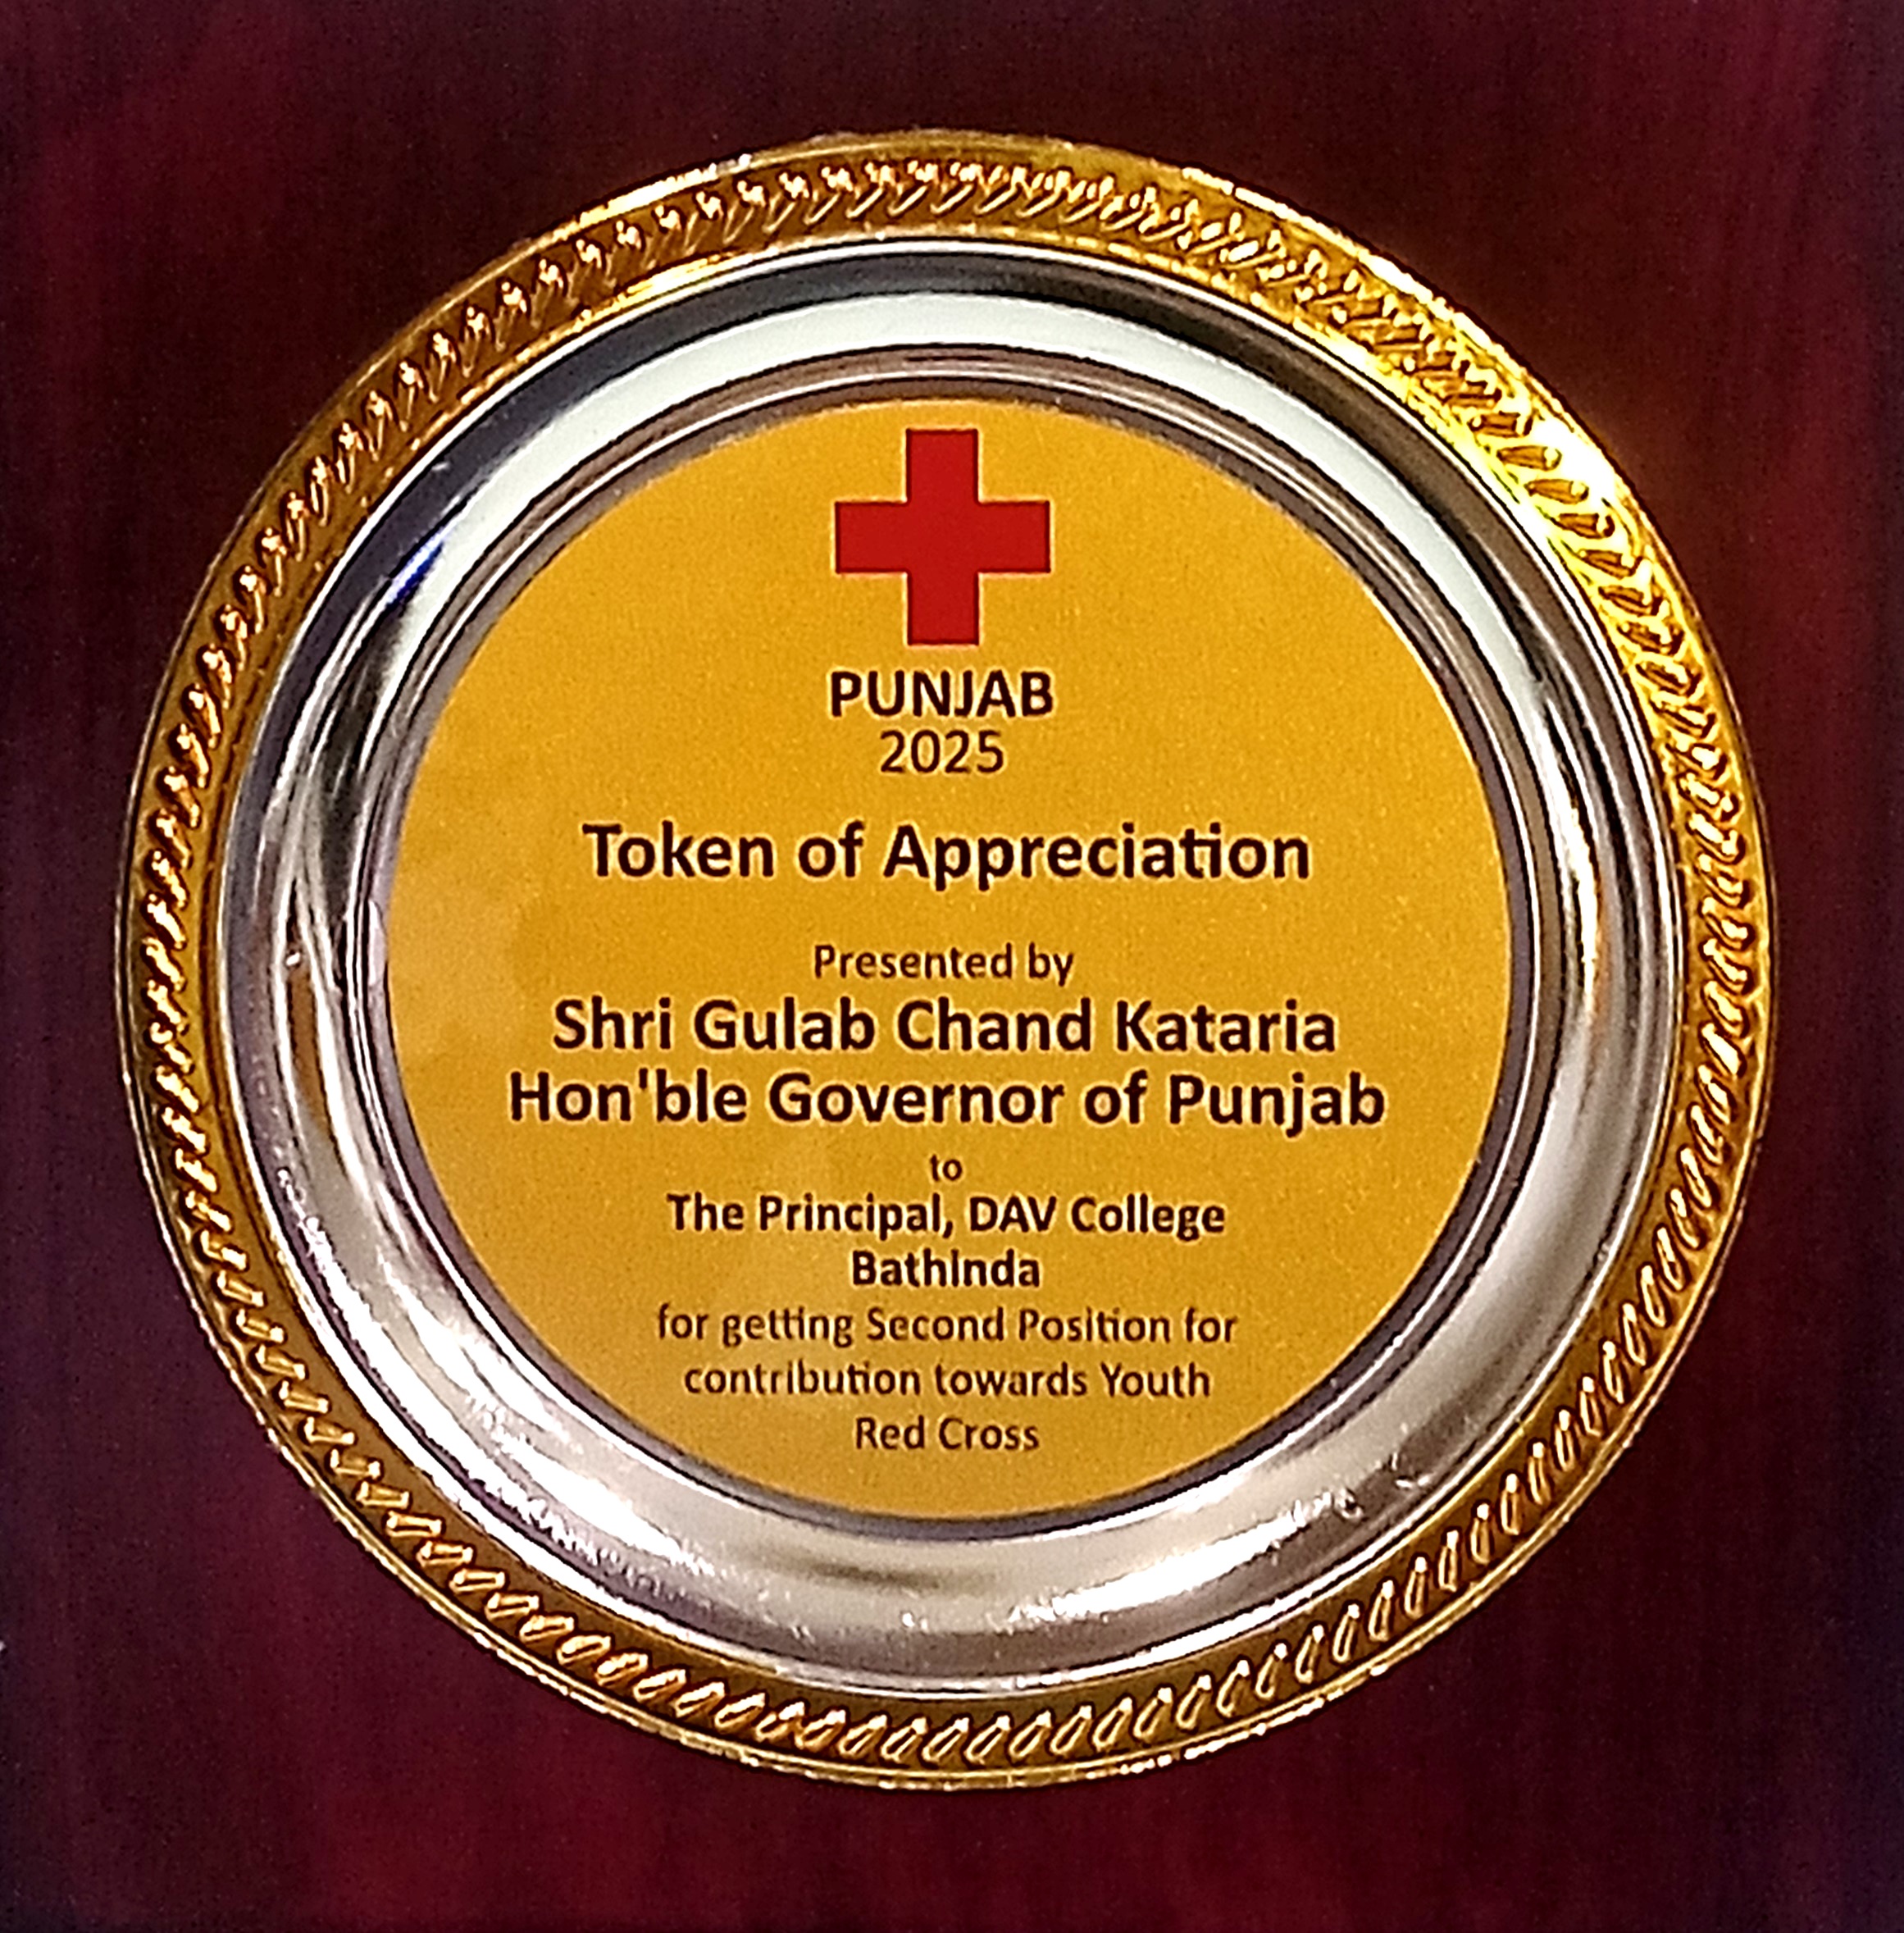 PUNJAB
2025
Token of Appreciation
Presented by
Shri Gulab Chand Kataria
Hon'ble Governor of Punjab
to
The Principal, DAV College
Bathinda
for getting Second Position for
contribution towards Youth
Red Cross